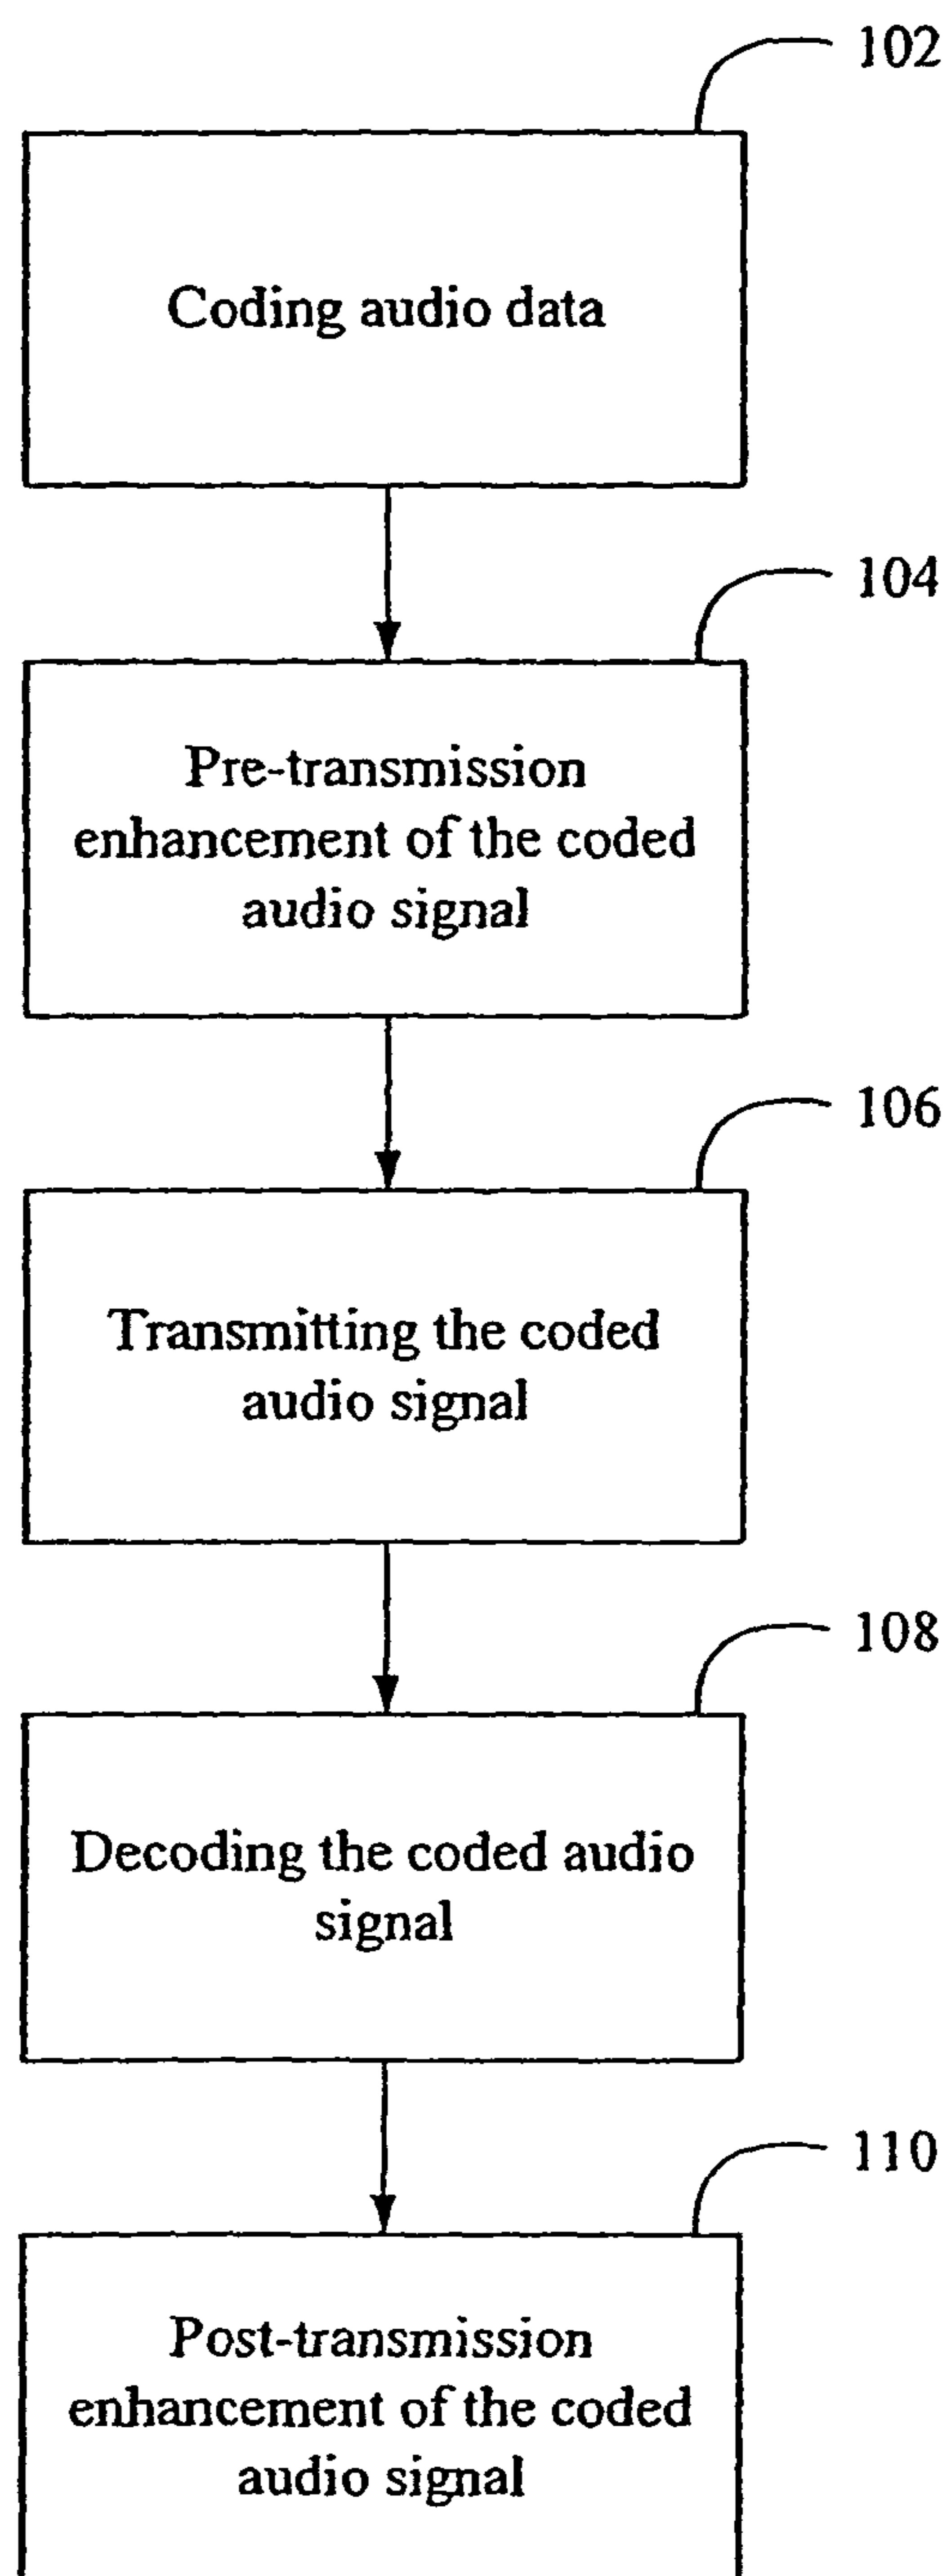 102
Coding audio data
104
Pre-transmission
enhancement of the coded
audio signal
106
Transmitting the coded
audio signal
108
Decoding the coded audio
signal
110
Post-transmission
enhancement of the coded
audio signal